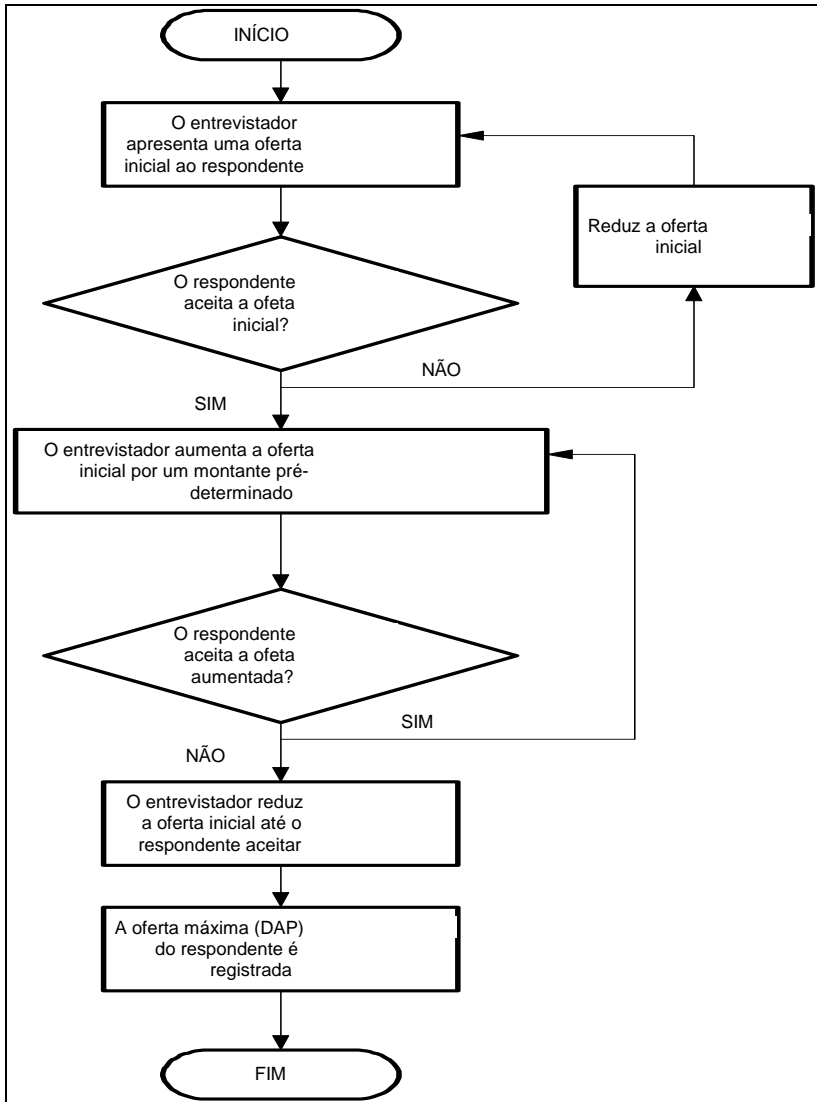 INÍCIO
O entrevistador
apresenta uma oferta
inicial ao respondente
Reduz a oferta
inicial
O respondente
aceita a ofeta
inicial?
NÃO
SIM
O entrevistador aumenta a oferta
inicial por um montante pré-
determinado
O respondente
aceita a ofeta
aumentada?
SIM
NÃO
O entrevistador reduz
a oferta inicial até o
respondente aceitar
A oferta máxima (DAP)
do respondente é
registrada
FIM